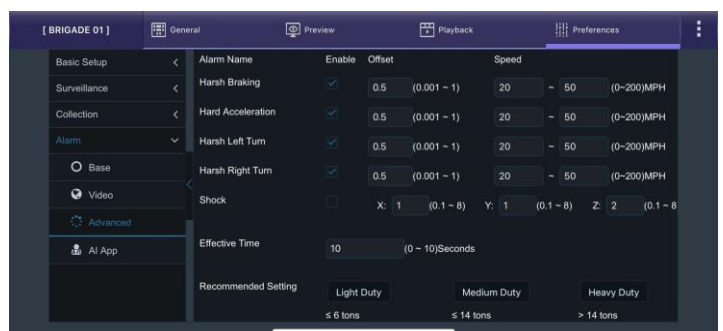 [ BRIGADE 01 ] General Preview Playback Preferences
Basic Setup
Surveillance
Collection
Alarm
Base
Video
Advanced
AI App
Alarm Name Enable Offset Speed
Harsh Braking 0.5 (0.001 ~ 1) 20 ~ 50 (0~200)MPH
Hard Acceleration 0.5 (0.001 ~ 1) 20 ~ 50 (0~200)MPH
Harsh Left Turn 0.5 (0.001 ~ 1) 20 ~ 50 (0~200)MPH
Harsh Right Turn 0.5 (0.001 ~ 1) 20 ~ 50 (0~200)MPH
Shock X: 1 (0.1 ~ 8) Y: 1 (0.1 ~ 8) Z: 2 (0.1 ~ 8
Effective Time 10 (0 ~ 10)Seconds
Recommended Setting Light Duty Medium Duty Heavy Duty
≤ 6 tons ≤ 14 tons > 14 tons